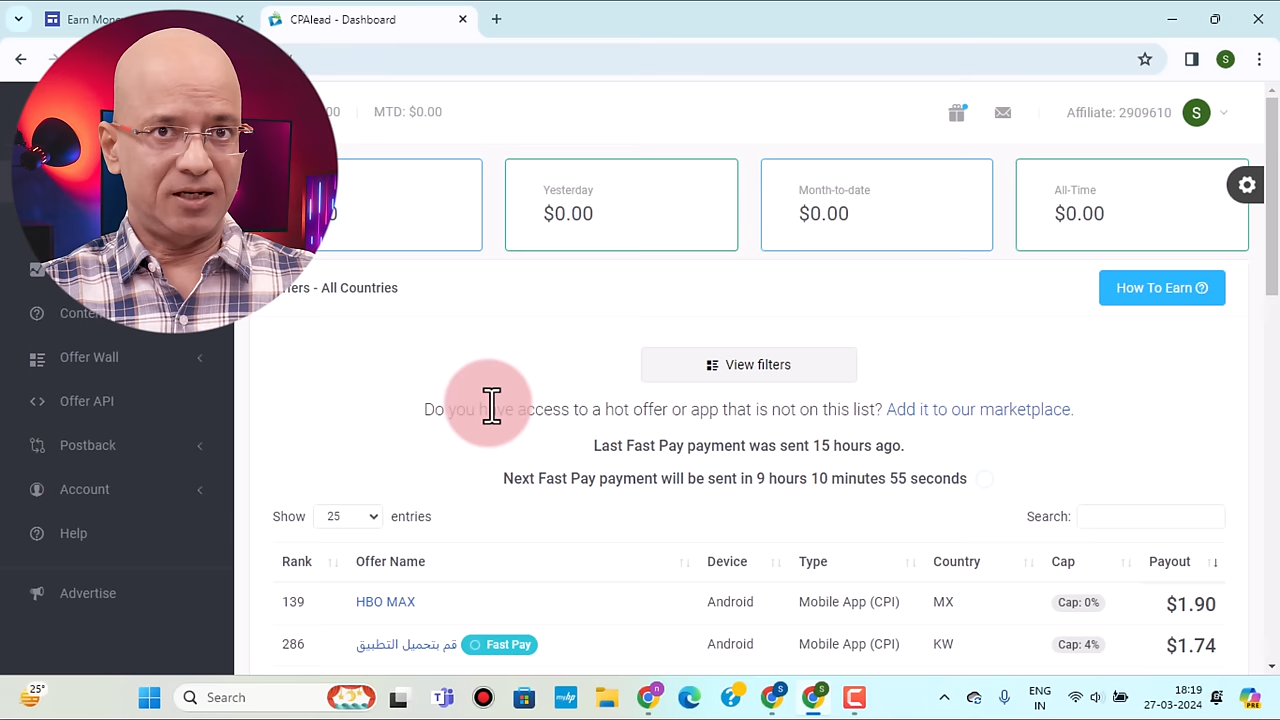 Earn Mone
CPAlead - Dashboard
S
00
MTD: $0.00
Affiliate: 2909610
S
Yesterday
$0.00
Month-to-date
$0.00
All-Time
$0.00
ffers - All Countries
How To Earn
View filters
Do you have access to a hot offer or app that is not on this list? Add it to our marketplace.
Last Fast Pay payment was sent 15 hours ago.
Next Fast Pay payment will be sent in 9 hours 10 minutes 55 seconds
Conten
Offer Wall
Offer API
Postback
Account
Help
Advertise
Show 25 entries
Search:
Rank Offer Name Device Type Country Cap Payout
139 HBO MAX Android Mobile App (CPI) MX Cap: 0% $1.90
286 قم بتحميل التطبيق Fast Pay Android Mobile App (CPI) KW Cap: 4% $1.74
25°
Search
ENG
IN
18:19
27-03-2024
PRE